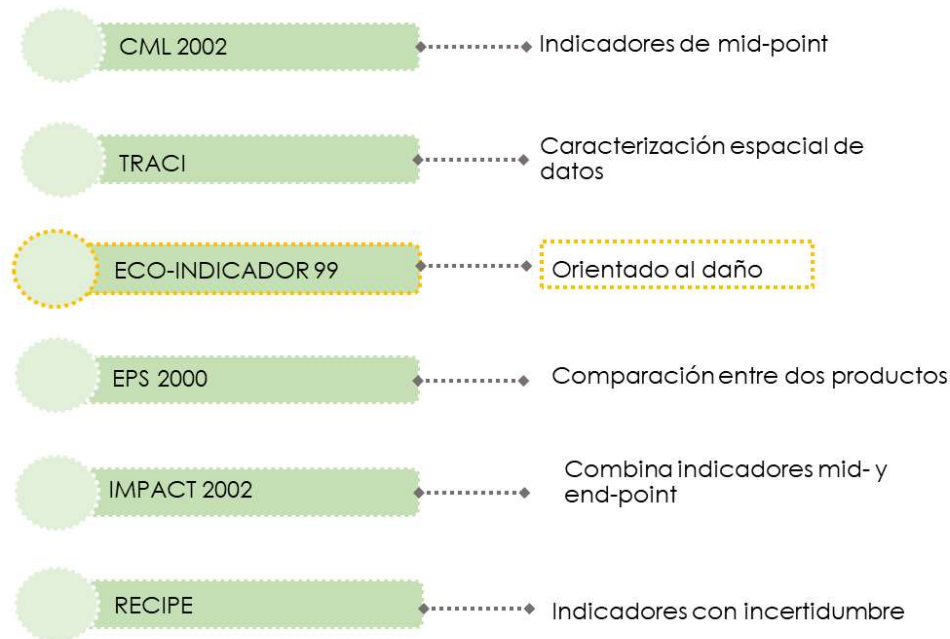 CML 2002
Indicadores de mid-point
TRACI
Caracterización espacial de
datos
ECO-INDICADOR 99
Orientado al daño
EPS 2000
Comparación entre dos productos
IMPACT 2002
Combina indicadores mid- y
end-point
RECIPE
Indicadores con incertidumbre